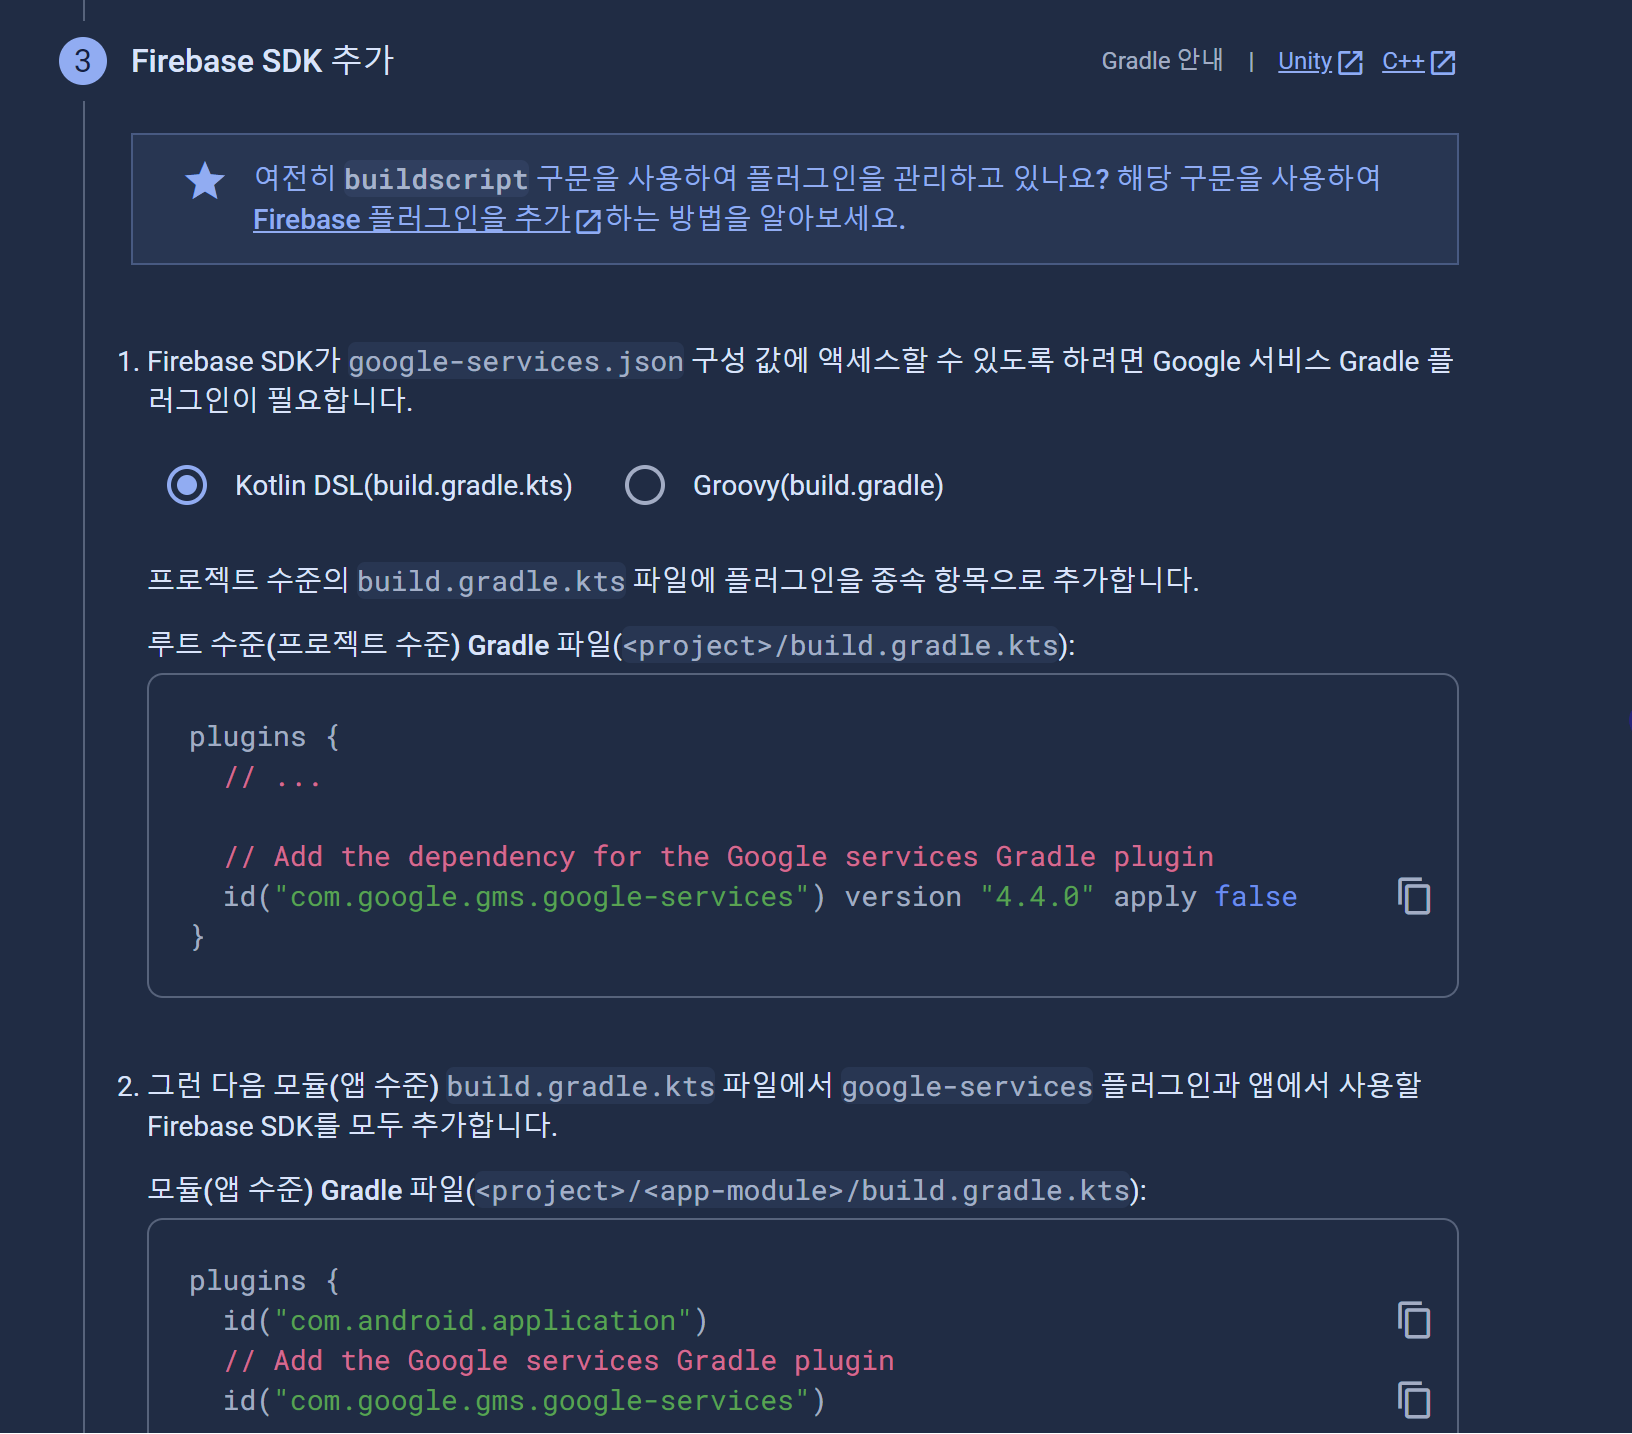 3 Firebase SDK 추가 Gradle 안내 | Unity C++
여전히 buildscript 구문을 사용하여 플러그인을 관리하고 있나요? 해당 구문을 사용하여
Firebase 플러그인을 추가하는 방법을 알아보세요.
1. Firebase SDK가 google-services.json 구성 값에 액세스할 수 있도록 하려면 Google 서비스 Gradle 플
러그인이 필요합니다.
Kotlin DSL(build.gradle.kts) Groovy(build.gradle)
프로젝트 수준의 build.gradle.kts 파일에 플러그인을 종속 항목으로 추가합니다.
루트 수준(프로젝트 수준) Gradle 파일(<project>/build.gradle.kts):
plugins {
// ...
// Add the dependency for the Google services Gradle plugin
id("com.google.gms.google-services") version "4.4.0" apply false
}
2. 그런 다음 모듈(앱 수준) build.gradle.kts 파일에서 google-services 플러그인과 앱에서 사용할
Firebase SDK를 모두 추가합니다.
모듈(앱 수준) Gradle 파일(<project>/<app-module>/build.gradle.kts):
plugins {
id("com.android.application")
// Add the Google services Gradle plugin
id("com.google.gms.google-services")